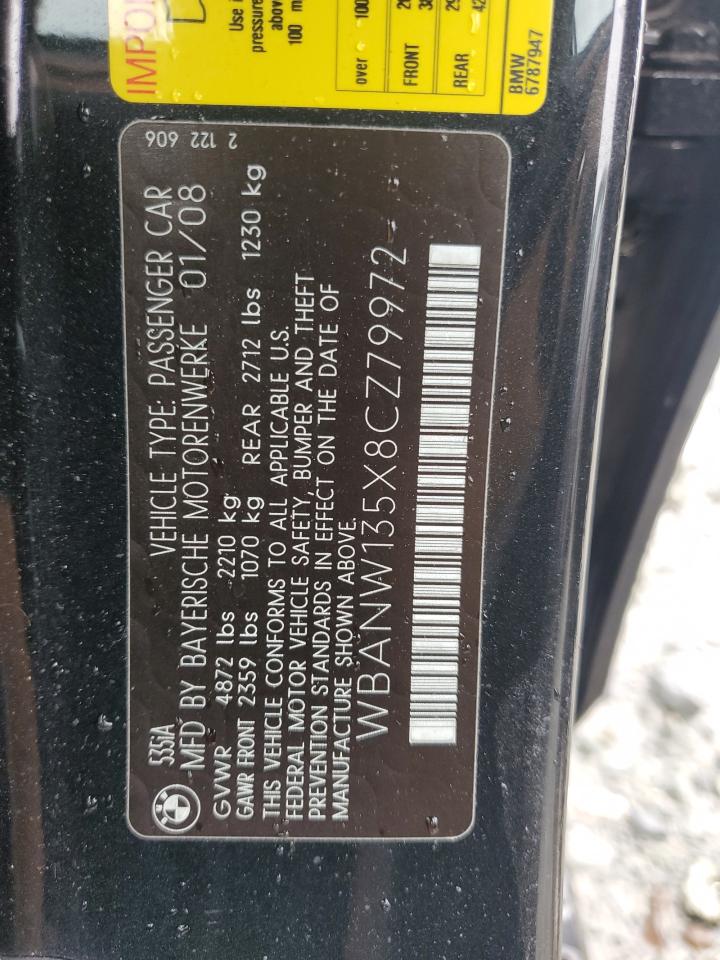 535iA VEHICLE TYPE: PASSENGER CAR
MFD BY BAYERISCHE MOTORENWERKE 01/08
GVWR 4872 lbs 2210 kg
GAWR FRONT 2359 lbs 1070 kg REAR 2712 lbs 1230 kg
THIS VEHICLE CONFORMS TO ALL APPLICABLE U.S.
FEDERAL MOTOR VEHICLE SAFETY, BUMPER AND THEFT
PREVENTION STANDARDS IN EFFECT ON THE DATE OF
MANUFACTURE SHOWN ABOVE.
WBANW135X8CZ79972
2 122 606
Use
pressure
above
100
over 100
FRONT
REAR
BMW
6787947